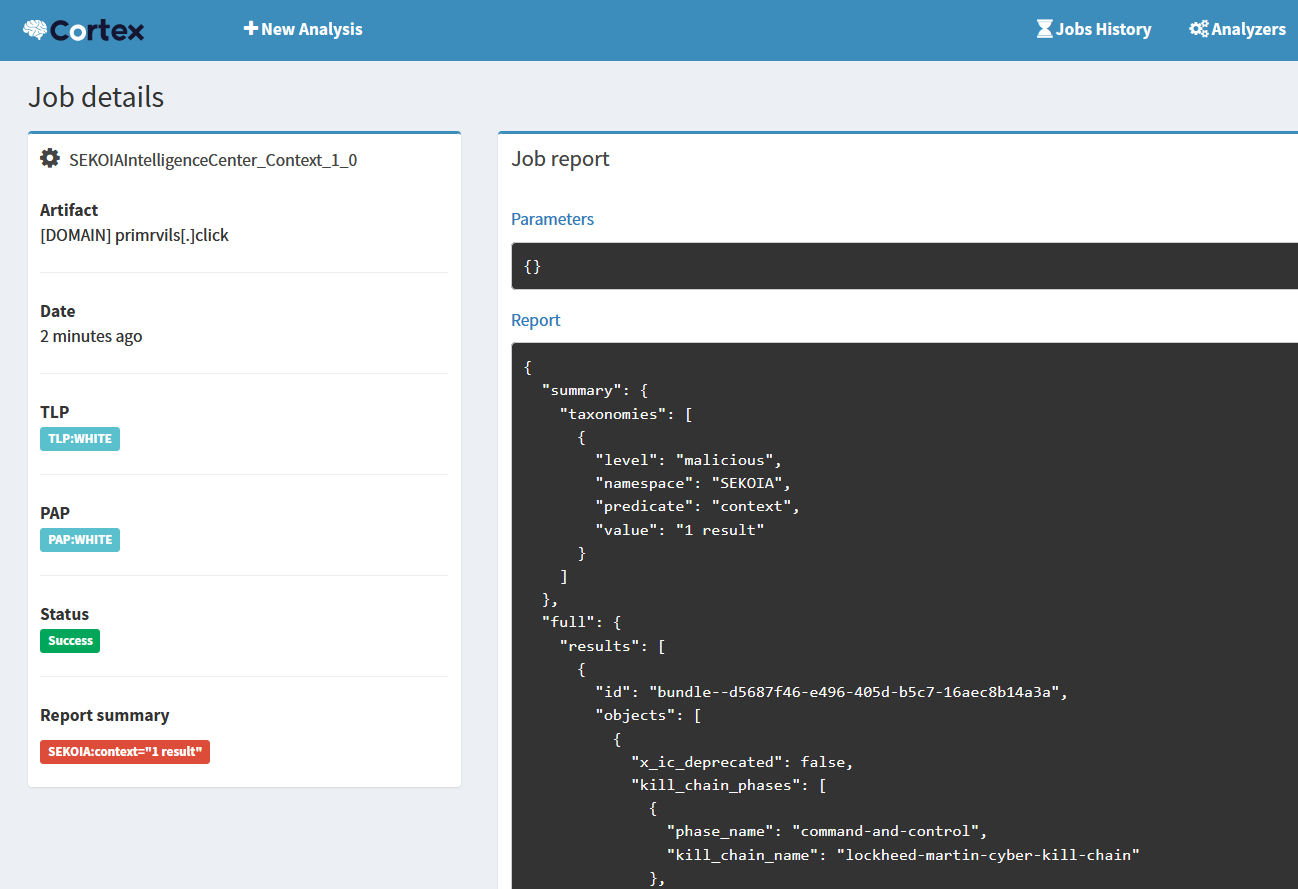 Cortex
New Analysis
Jobs History
Analyzers
Job details
SEKOIAIntelligenceCenter_Context_1_0
Artifact
[DOMAIN] primrvils[.]click
Date
2 minutes ago
TLP
TLP:WHITE
PAP
PAP:WHITE
Status
Success
Report summary
SEKOIA:context="1 result"
Job report
Parameters
{}
Report
{
  "summary": {
    "taxonomies": [
      {
        "level": "malicious",
        "namespace": "SEKOIA",
        "predicate": "context",
        "value": "1 result"
      }
    ]
  },
  "full": {
    "results": [
      {
        "id": "bundle--d5687f46-e496-405d-b5c7-16aec8b14a3a",
        "objects": [
          {
            "x_ic_deprecated": false,
            "kill_chain_phases": [
              {
                "phase_name": "command-and-control",
                "kill_chain_name": "lockheed-martin-cyber-kill-chain"
              },